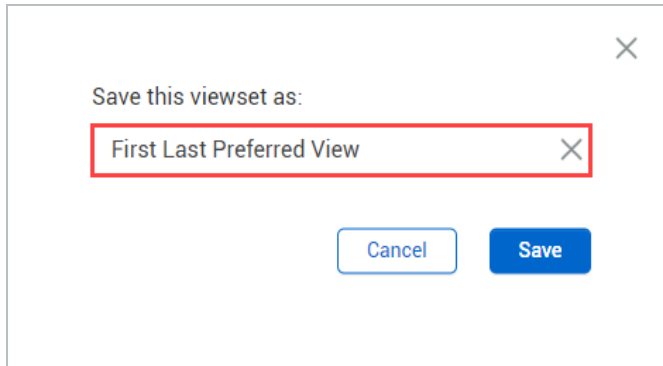 Save this viewset as:
First Last Preferred View
Cancel
Save